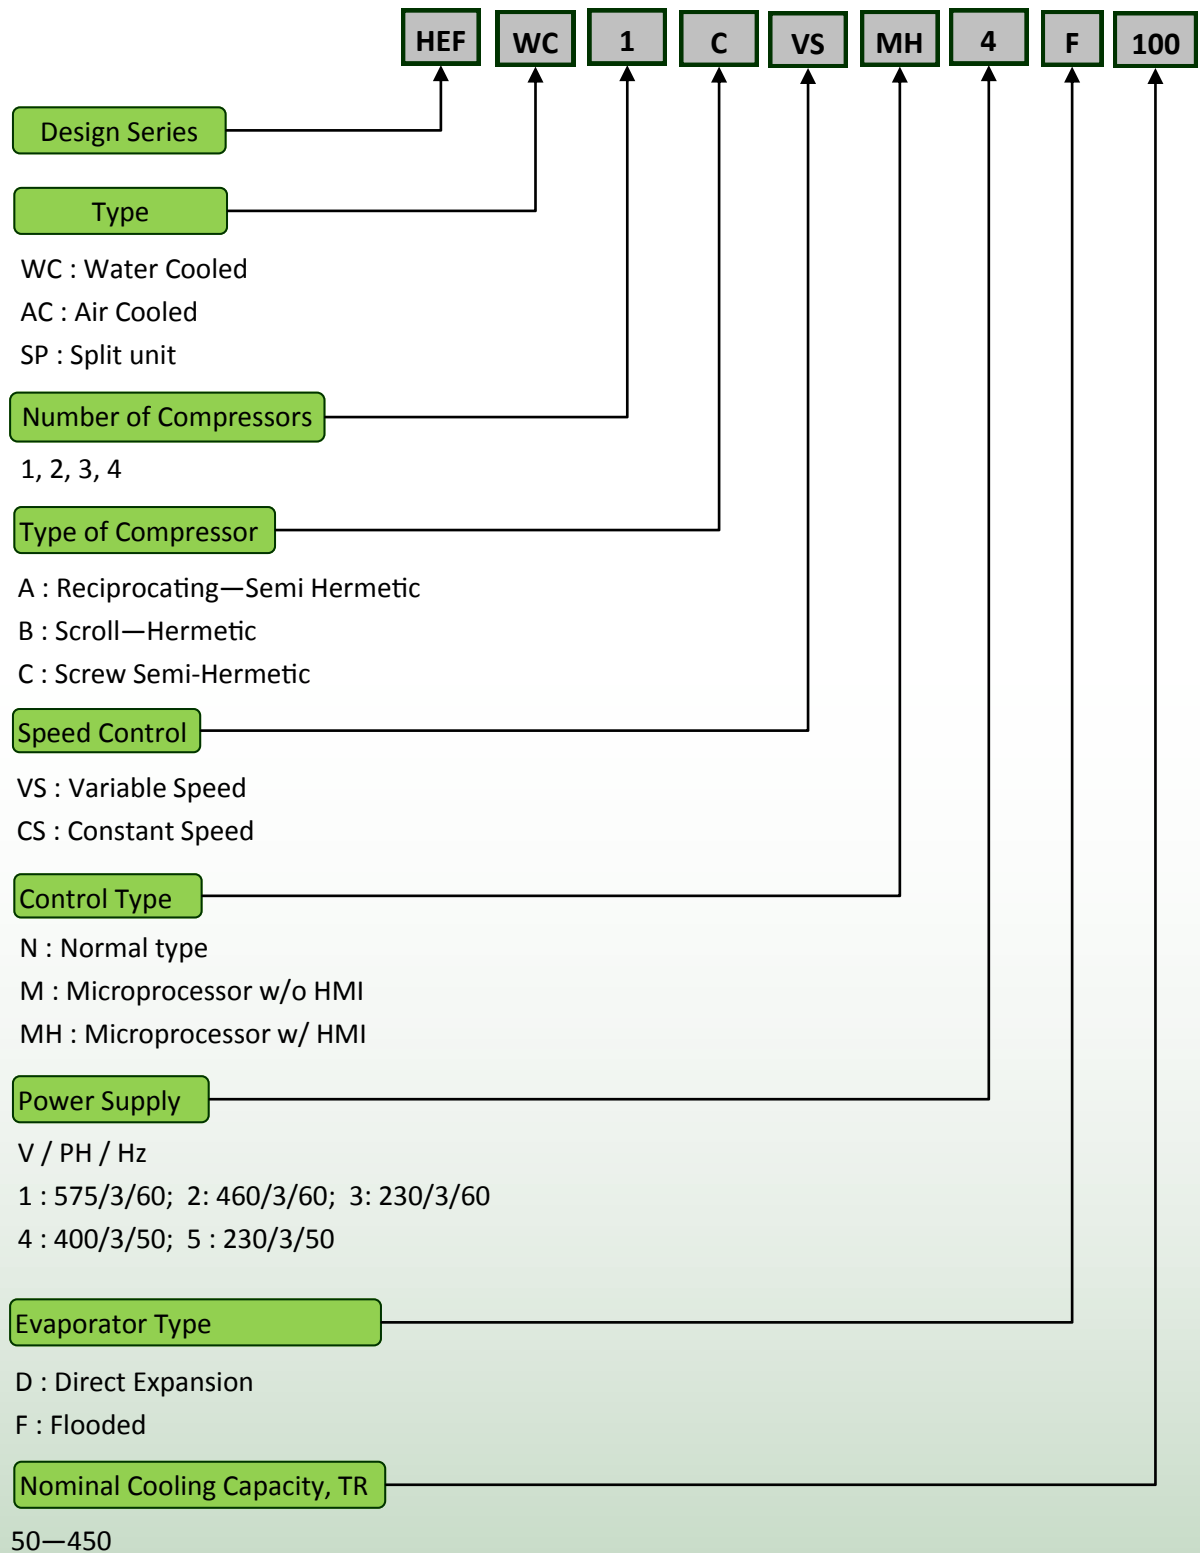 HEF WC 1 C VS MH 4 F 100
Design Series
Type
WC : Water Cooled
AC : Air Cooled
SP : Split unit
Number of Compressors
1, 2, 3, 4
Type of Compressor
A : Reciprocating—Semi Hermetic
B : Scroll—Hermetic
C : Screw Semi-Hermetic
Speed Control
VS : Variable Speed
CS : Constant Speed
Control Type
N : Normal type
M : Microprocessor w/o HMI
MH : Microprocessor w/ HMI
Power Supply
V / PH / Hz
1 : 575/3/60;  2: 460/3/60;  3: 230/3/60
4 : 400/3/50;  5 : 230/3/50
Evaporator Type
D : Direct Expansion
F : Flooded
Nominal Cooling Capacity, TR
50—450